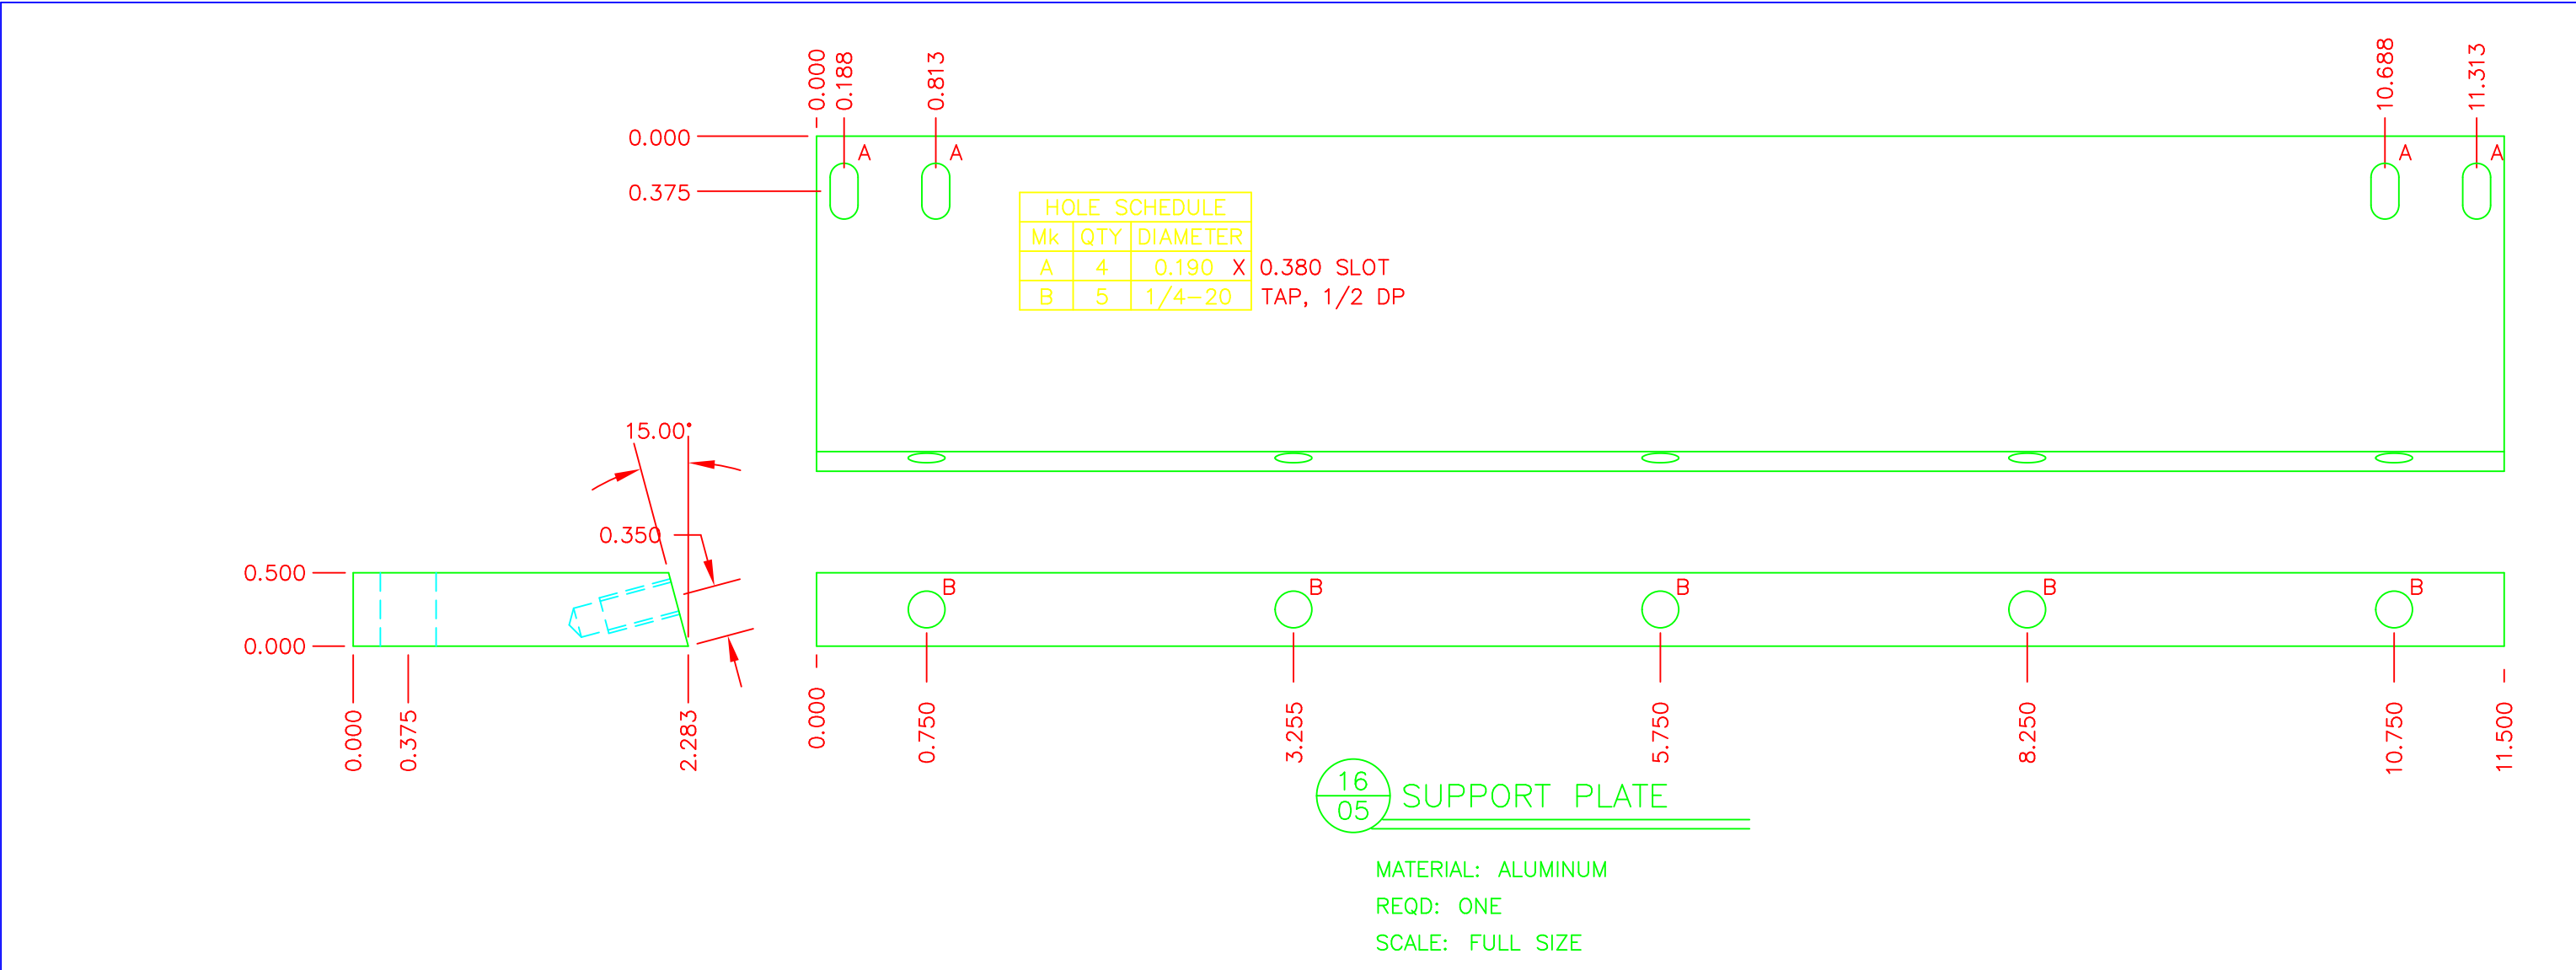 0.000
0.188
0.813
10.688
11.313
0.000
A
A
A
A
0.375
HOLE SCHEDULE
Mk QTY DIAMETER
A 4 0.190 X 0.380 SLOT
B 5 1/4-20 TAP, 1/2 DP
15.00°
0.350
0.500
0.000
B
B
B
B
B
0.000
0.375
2.283
0.000
0.750
3.255
5.750
8.250
10.750
11.500
16
05
SUPPORT PLATE
MATERIAL: ALUMINUM
REQD: ONE
SCALE: FULL SIZE